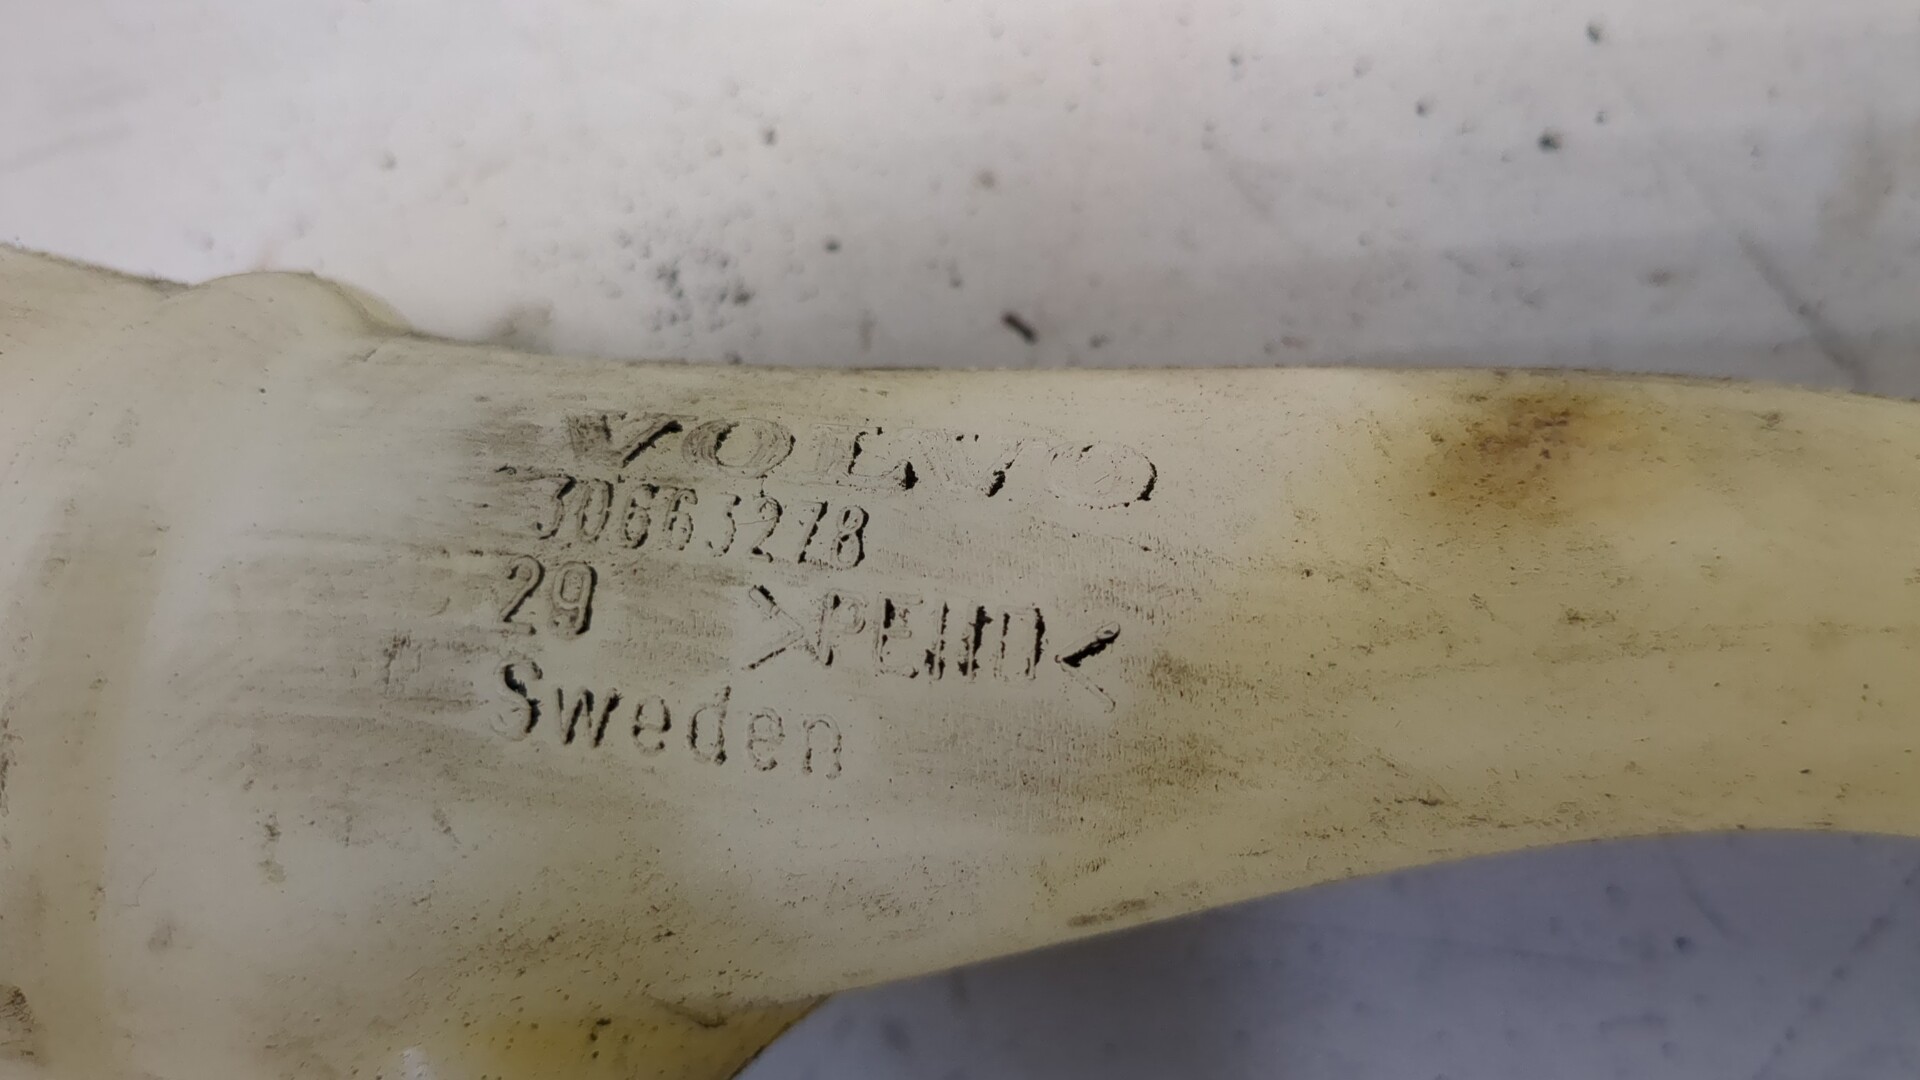 VOLVO
30663278
29 >PEHD<
Sweden